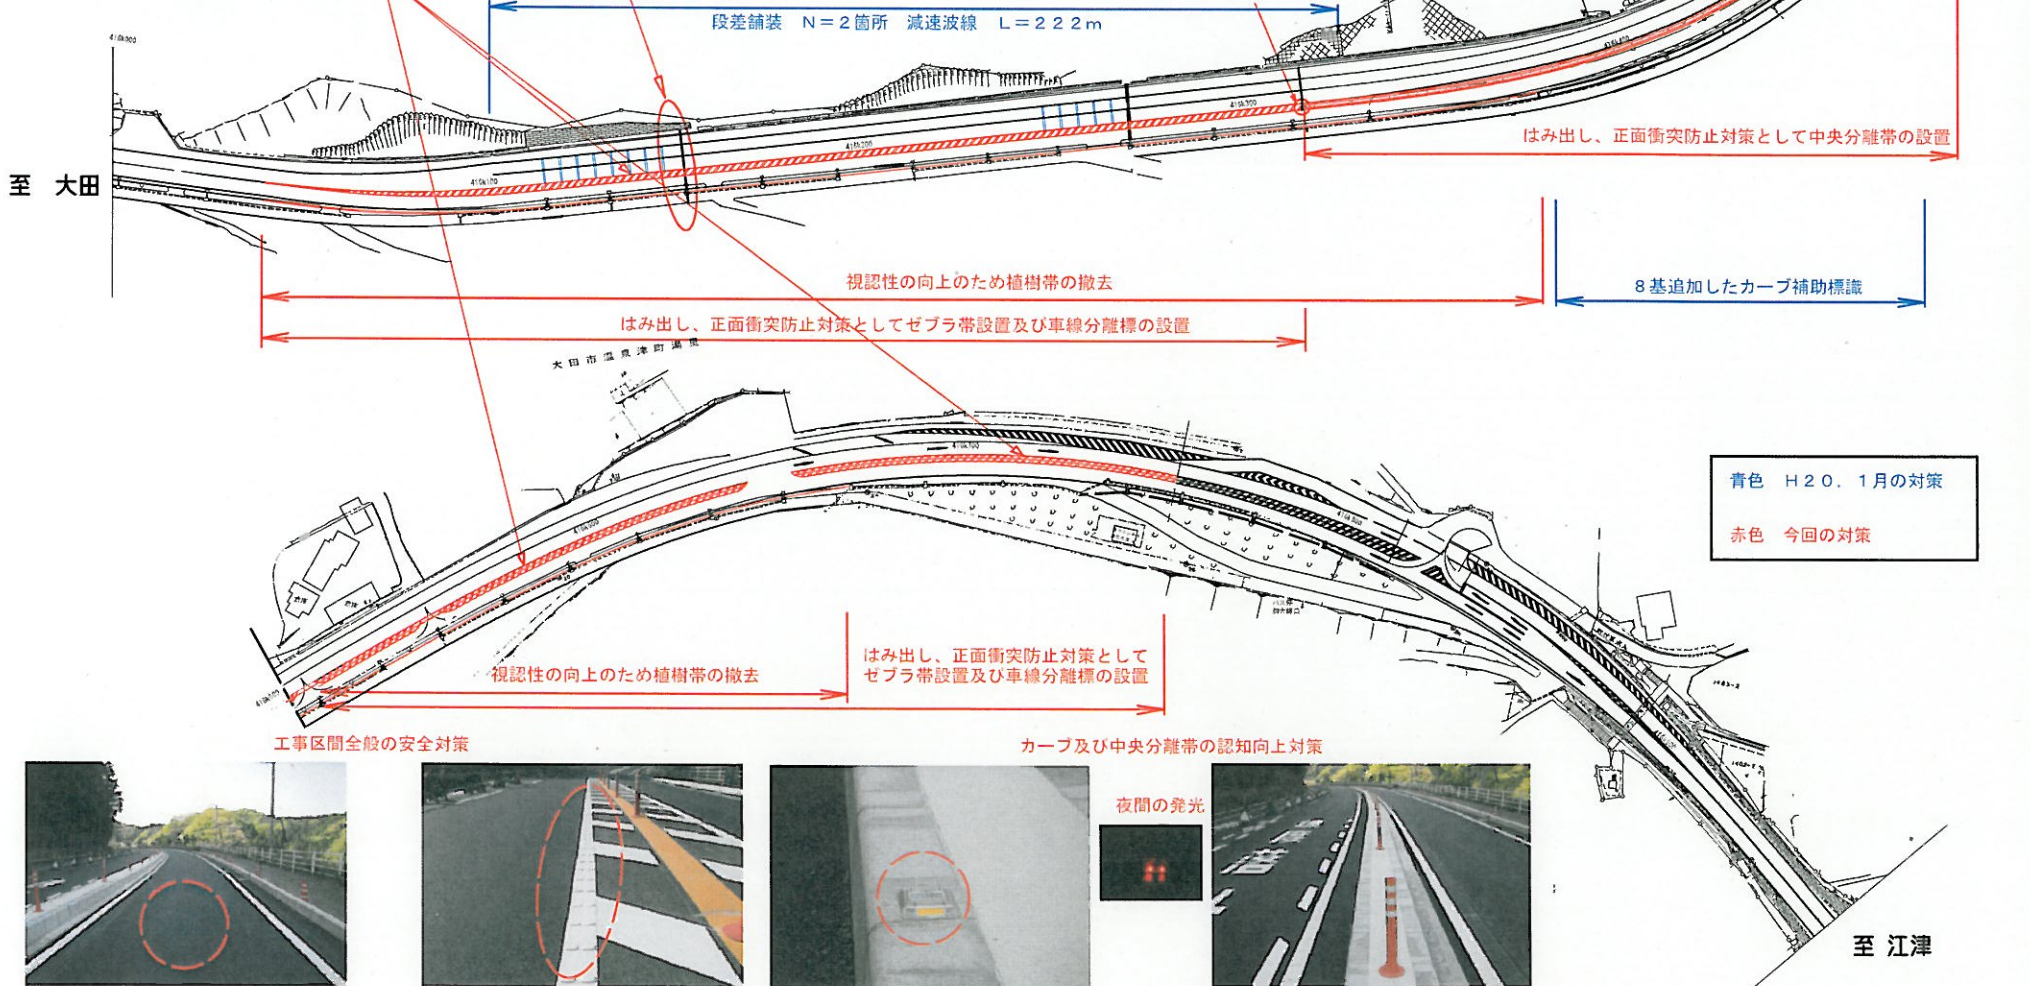 段差舗装 N=2箇所 減速波線 L=222m
416k000
416k400
416k300
416k200
416k100
至 大田
はみ出し、正面衝突防止対策として中央分離帯の設置
視認性の向上のため植樹帯の撤去
8基追加したカーブ補助標識
はみ出し、正面衝突防止対策としてゼブラ帯設置及び車線分離標の設置
大田市温泉津町湯里
416k700
青色 H20.1月の対策
赤色 今回の対策
はみ出し、正面衝突防止対策として
ゼブラ帯設置及び車線分離標の設置
視認性の向上のため植樹帯の撤去
工事区間全般の安全対策
カーブ及び中央分離帯の認知向上対策
夜間の発光
至 江津